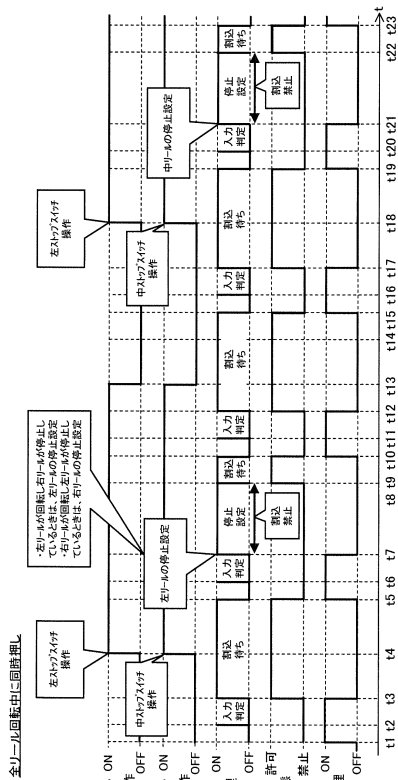 全リール回転中に同時押し
左ストップスイッチ
操作
・左リールが回転し右リールが停止し
ているときは、左リールの停止設定
・右リールが回転し左リールが停止し
ているときは、右リールの停止設定
左ストップスイッチ
操作
中ストップスイッチ
操作
左リールの停止設定
中ストップスイッチ
操作
中リールの停止設定
ON
OFF
作
ON
OFF
作
ON
OFF
理
入力
判定
割込
待ち
入力
判定
停止
設定
割込
待ち
入力
判定
割込
待ち
入力
判定
割込
待ち
入力
判定
停止
設定
割込
待ち
割込
禁止
割込
禁止
許可
禁止
態
ON
OFF
理
t1 t2 t3 t4 t5 t6 t7 t8 t9 t10 t11 t12 t13 t14 t15 t16 t17 t18 t19 t20 t21 t22 t23 t